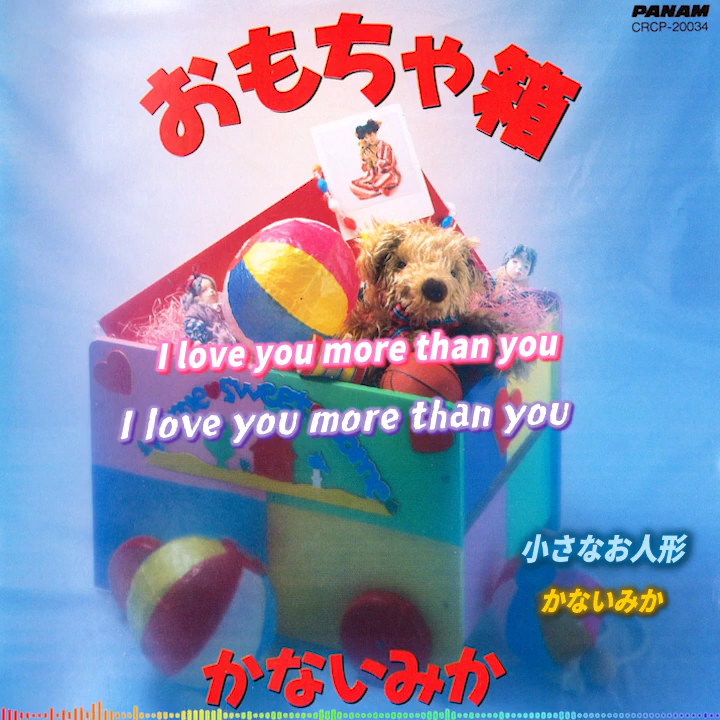 PANAM
CRCP-20034
おもちゃ箱
I love you more than you
I love you more than you
小さなお人形
かないみか
かないみか